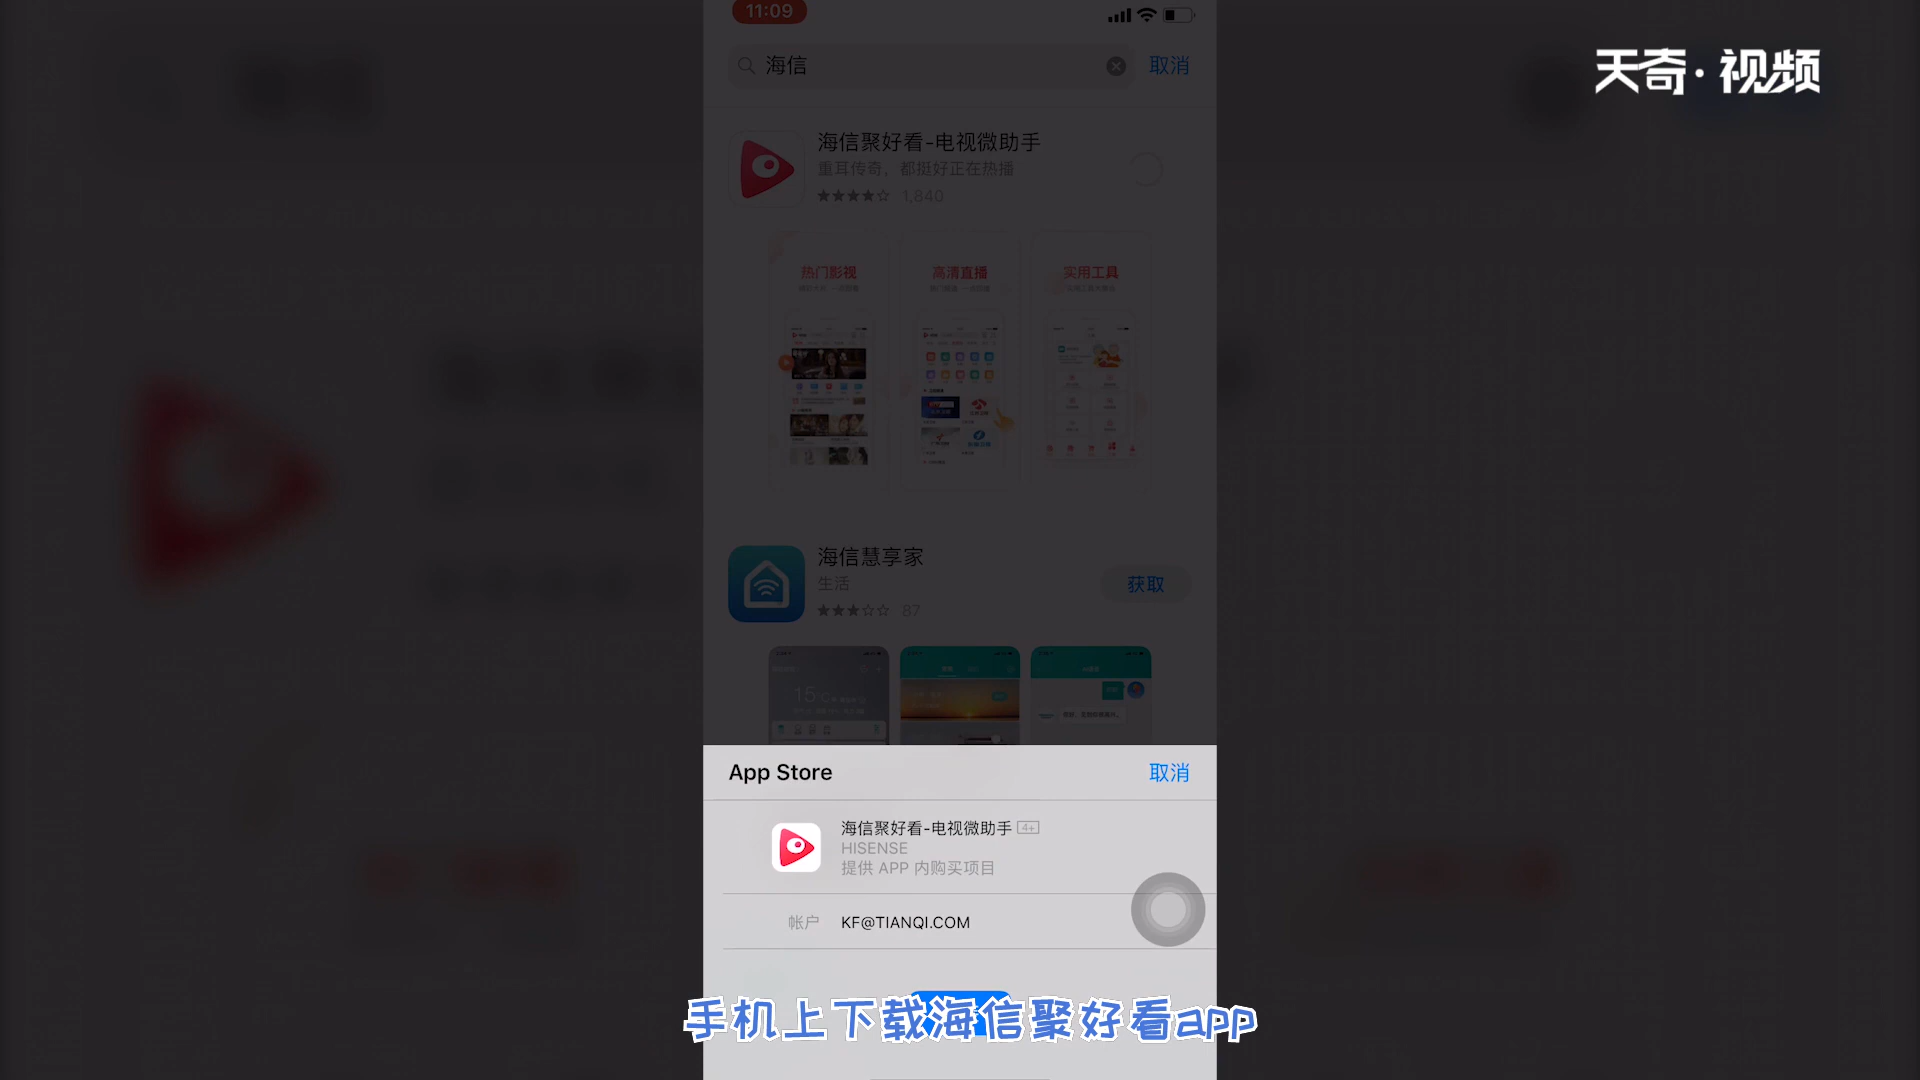 11:09
天奇·视频
海信
取消
海信聚好看-电视微助手
重耳传奇，都挺好正在热播
1,840
热门影视
高清直播
实用工具
海信慧享家
生活
获取
87
15°C
App Store
取消
海信聚好看-电视微助手 4+
HISENSE
提供 APP 内购买项目
帐户 KF@TIANQI.COM
手机上下载海信聚好看app